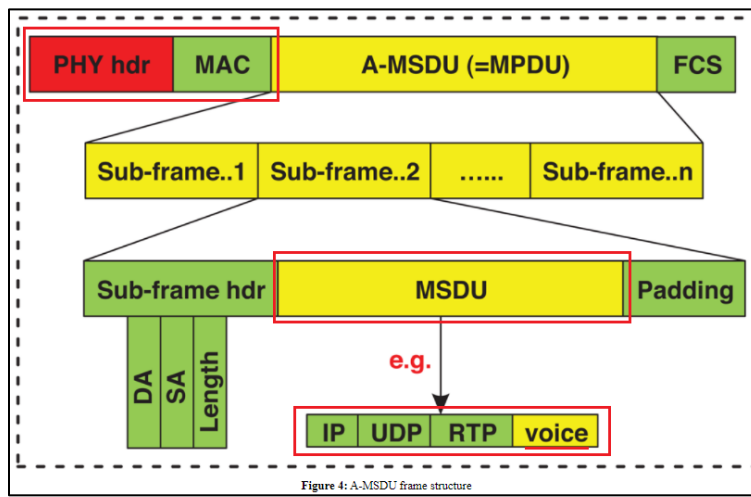 PHY hdr MAC A-MSDU (=MPDU) FCS
Sub-frame..1 Sub-frame..2 ...... Sub-frame..n
Sub-frame hdr MSDU Padding
DA SA Length
e.g.
IP UDP RTP voice
Figure 4: A-MSDU frame structure